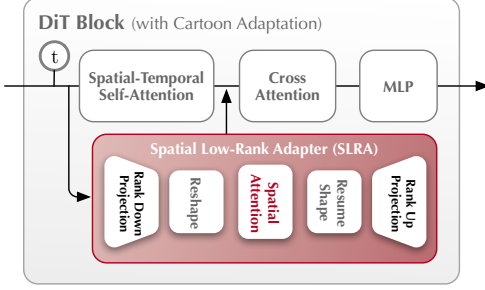 DiT Block (with Cartoon Adaptation)
t
Spatial-Temporal
Self-Attention
Cross
Attention
MLP
Spatial Low-Rank Adapter (SLRA)
Rank Down
Projection
Reshape
Spatial
Attention
Resume
Shape
Rank Up
Projection